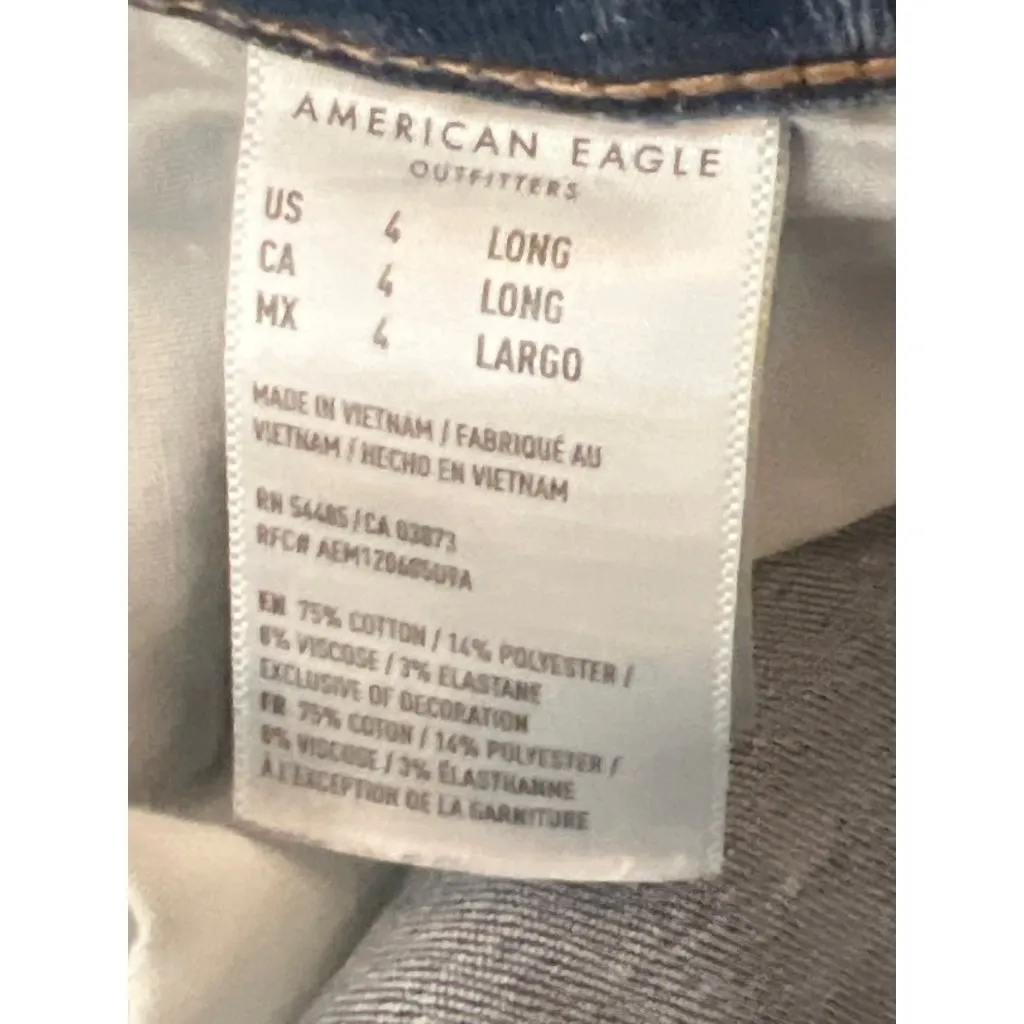 AMERICAN EAGLE
OUTFITTERS
US 4 LONG
CA 4 LONG
MX 4 LARGO
MADE IN VIETNAM / FABRIQUÉ AU
VIETNAM / HECHO EN VIETNAM
RN 54485 / CA 03873
RFC# AEM120605U9A
EN 75% COTTON / 14% POLYESTER /
8% VISCOSE / 3% ELASTANE
EXCLUSIVE OF DECORATION
FR 75% COTON / 14% POLYESTER /
8% VISCOSE / 3% ÉLASTHANNE
À L'EXCEPTION DE LA GARNITURE